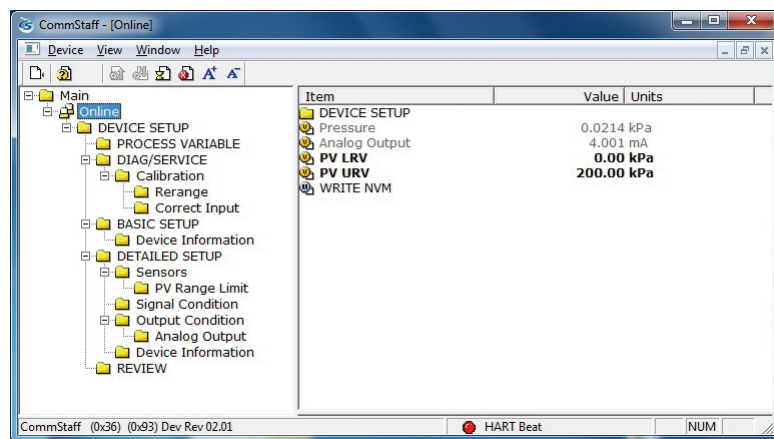 CommStaff - [Online]
Device View Window Help
Main
Online
DEVICE SETUP
PROCESS VARIABLE
DIAG/SERVICE
Calibration
Rerange
Correct Input
BASIC SETUP
Device Information
DETAILED SETUP
Sensors
PV Range Limit
Signal Condition
Output Condition
Analog Output
Device Information
REVIEW
Item Value Units
DEVICE SETUP
Pressure 0.0214 kPa
Analog Output 4.001 mA
PV LRV 0.00 kPa
PV URV 200.00 kPa
WRITE NVM
CommStaff (0x36) (0x93) Dev Rev 02.01 HART Beat NUM